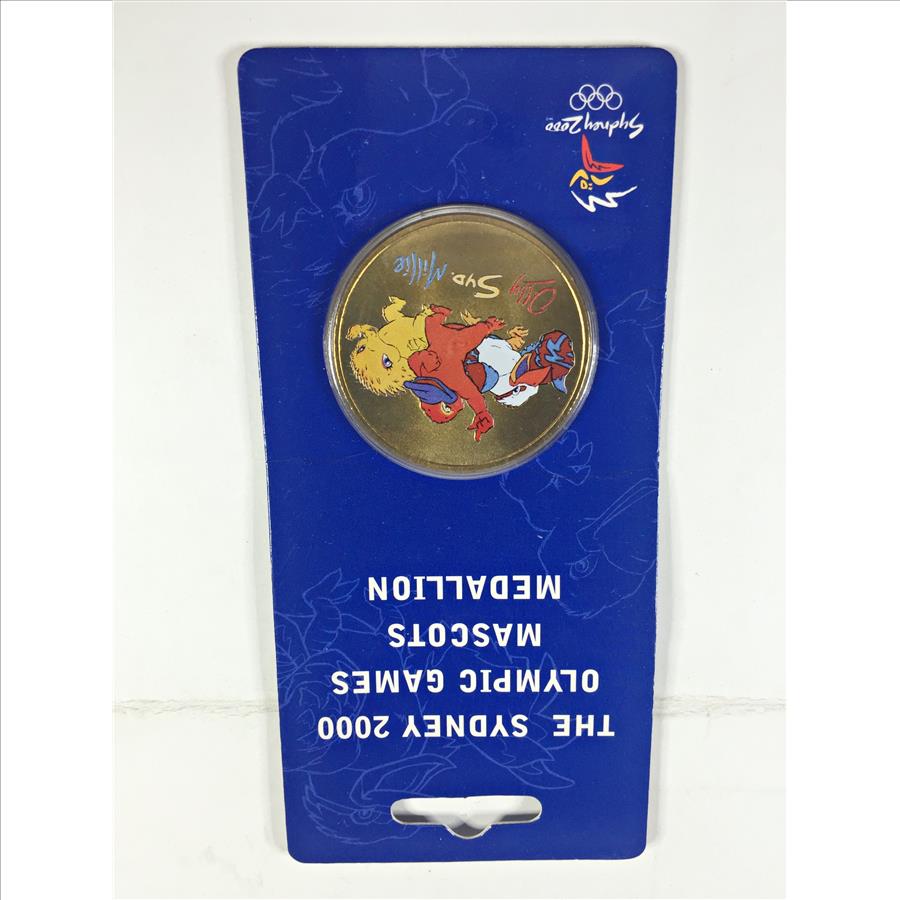 THE SYDNEY 2000
OLYMPIC GAMES
MASCOTS
MEDALLION
Olly Syd. Millie
Sydney 2000